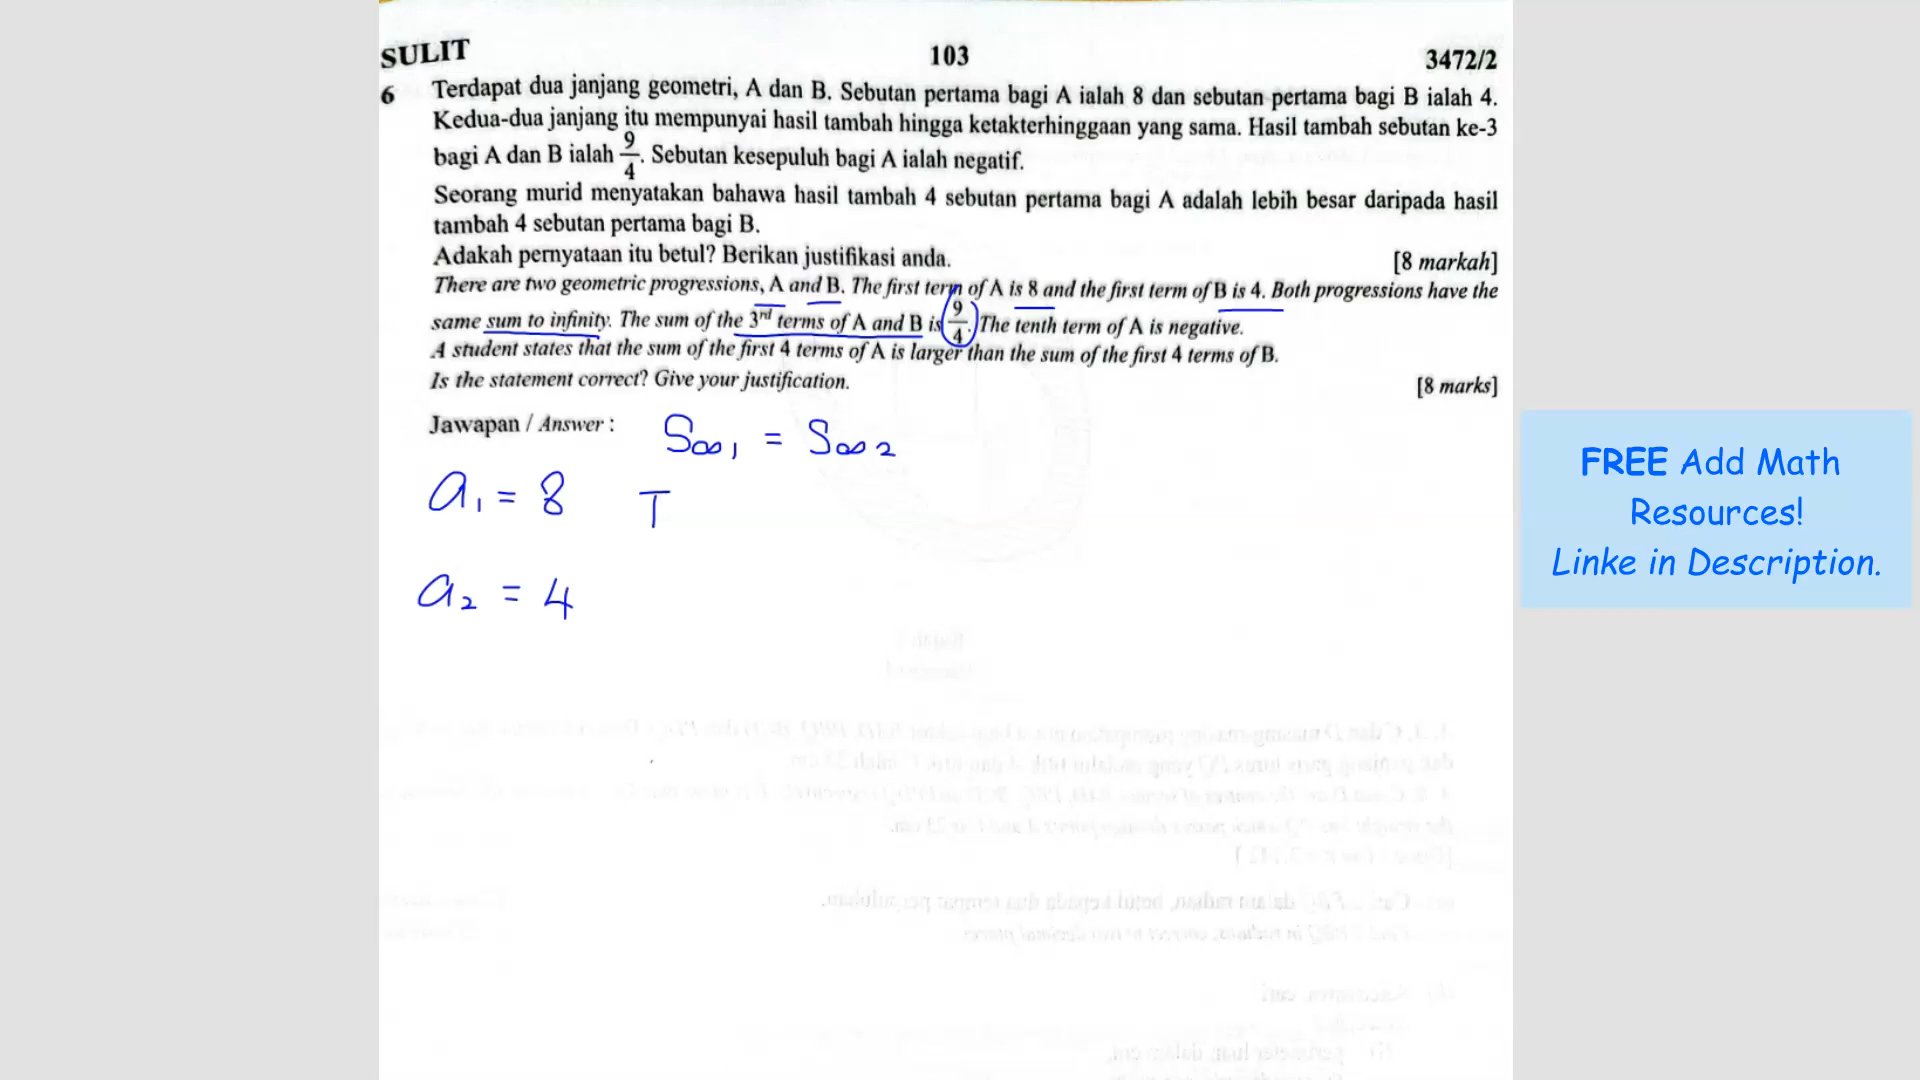 SULIT 103 3472/2
6 Terdapat dua janjang geometri, A dan B. Sebutan pertama bagi A ialah 8 dan sebutan pertama bagi B ialah 4.
Kedua-dua janjang itu mempunyai hasil tambah hingga ketakterhinggaan yang sama. Hasil tambah sebutan ke-3
bagi A dan B ialah 9/4. Sebutan kesepuluh bagi A ialah negatif.
Seorang murid menyatakan bahawa hasil tambah 4 sebutan pertama bagi A adalah lebih besar daripada hasil
tambah 4 sebutan pertama bagi B.
Adakah pernyataan itu betul? Berikan justifikasi anda. [8 markah]
There are two geometric progressions, A and B. The first term of A is 8 and the first term of B is 4. Both progressions have the
same sum to infinity. The sum of the 3rd terms of A and B is 9/4. The tenth term of A is negative.
A student states that the sum of the first 4 terms of A is larger than the sum of the first 4 terms of B.
Is the statement correct? Give your justification. [8 marks]
Jawapan / Answer : S∞1 = S∞2
a1 = 8 T
a2 = 4
FREE Add Math
Resources!
Linke in Description.